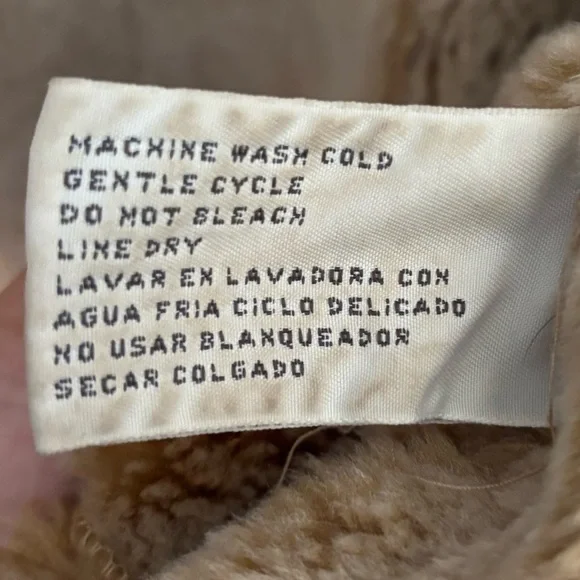 MACHINE WASH COLD
GENTLE CYCLE
DO NOT BLEACH
LINE DRY
LAVAR EN LAVADORA CON
AGUA FRIA CICLO DELICADO
NO USAR BLANQUEADOR
SECAR COLGADO